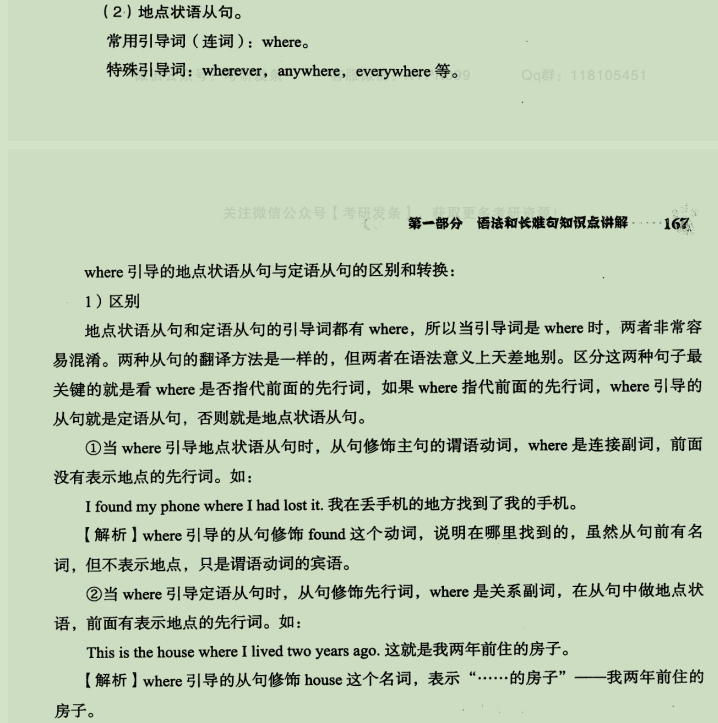 （2）地点状语从句。
常用引导词（连词）：where。
特殊引导词：wherever，anywhere，everywhere 等。
Qq群：118105451
关注微信公众号【考研发条】，获取更多考研资源！
第一部分 语法和长难句知识点讲解 ····· 167
where 引导的地点状语从句与定语从句的区别和转换：
1）区别
地点状语从句和定语从句的引导词都有 where，所以当引导词是 where 时，两者非常容
易混淆。两种从句的翻译方法是一样的，但两者在语法意义上天差地别。区分这两种句子最
关键的就是看 where 是否指代前面的先行词，如果 where 指代前面的先行词，where 引导的
从句就是定语从句，否则就是地点状语从句。
①当 where 引导地点状语从句时，从句修饰主句的谓语动词，where 是连接副词，前面
没有表示地点的先行词。如：
I found my phone where I had lost it. 我在丢手机的地方找到了我的手机。
【解析】where 引导的从句修饰 found 这个动词，说明在哪里找到的，虽然从句前有名
词，但不表示地点，只是谓语动词的宾语。
②当 where 引导定语从句时，从句修饰先行词，where 是关系副词，在从句中做地点状
语，前面有表示地点的先行词。如：
This is the house where I lived two years ago. 这就是我两年前住的房子。
【解析】where 引导的从句修饰 house 这个名词，表示“……的房子”——我两年前住的
房子。